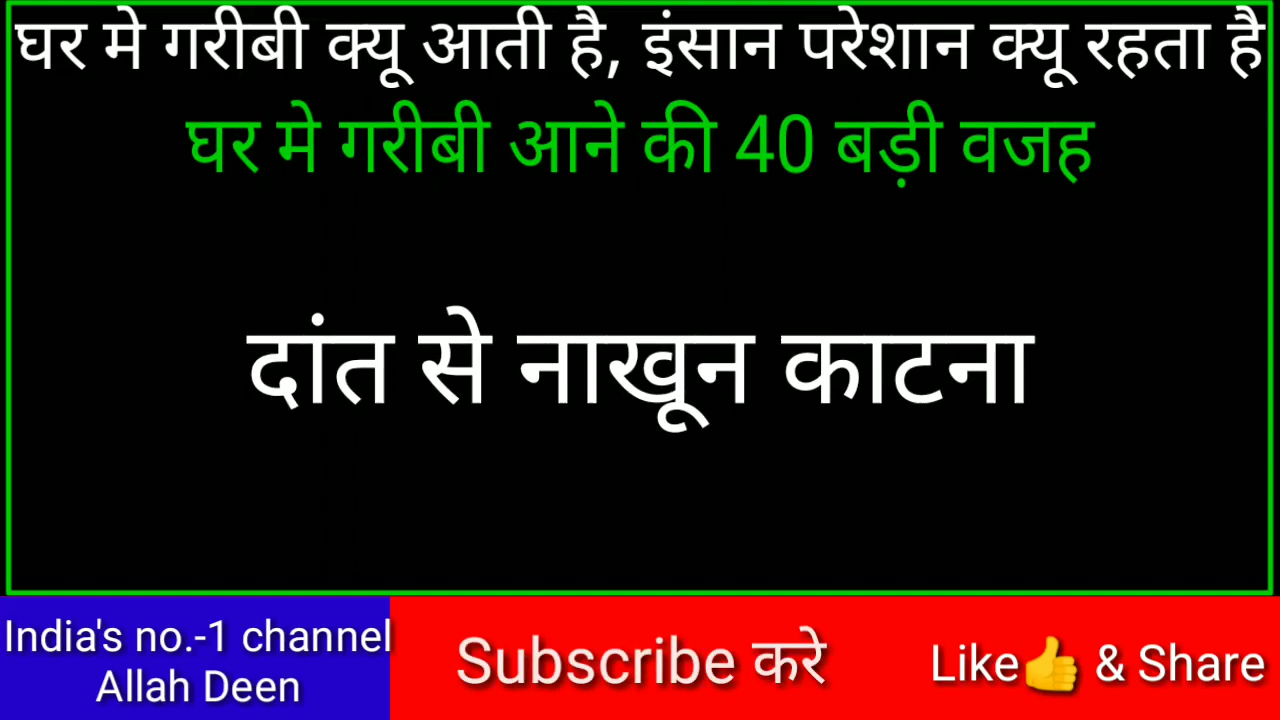 घर मे गरीबी क्यू आती है, इंसान परेशान क्यू रहता है
घर मे गरीबी आने की 40 बड़ी वजह
दांत से नाखून काटना
India's no.-1 channel
Allah Deen
Subscribe करे
Like👍 & Share